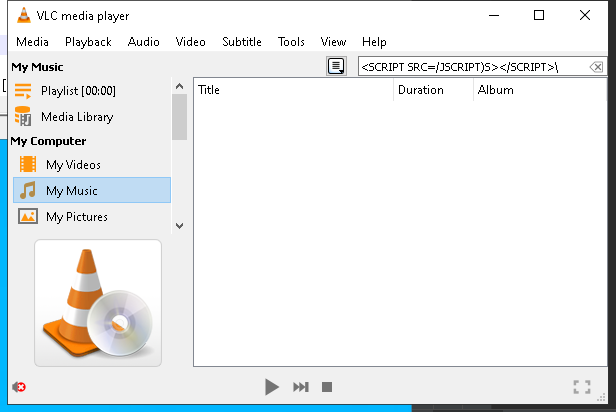 VLC media player
Media Playback Audio Video Subtitle Tools View Help
My Music
<SCRIPT SRC=/JSCRIPT)S></SCRIPT>\
Playlist [00:00]
Media Library
My Computer
My Videos
My Music
My Pictures
Title Duration Album